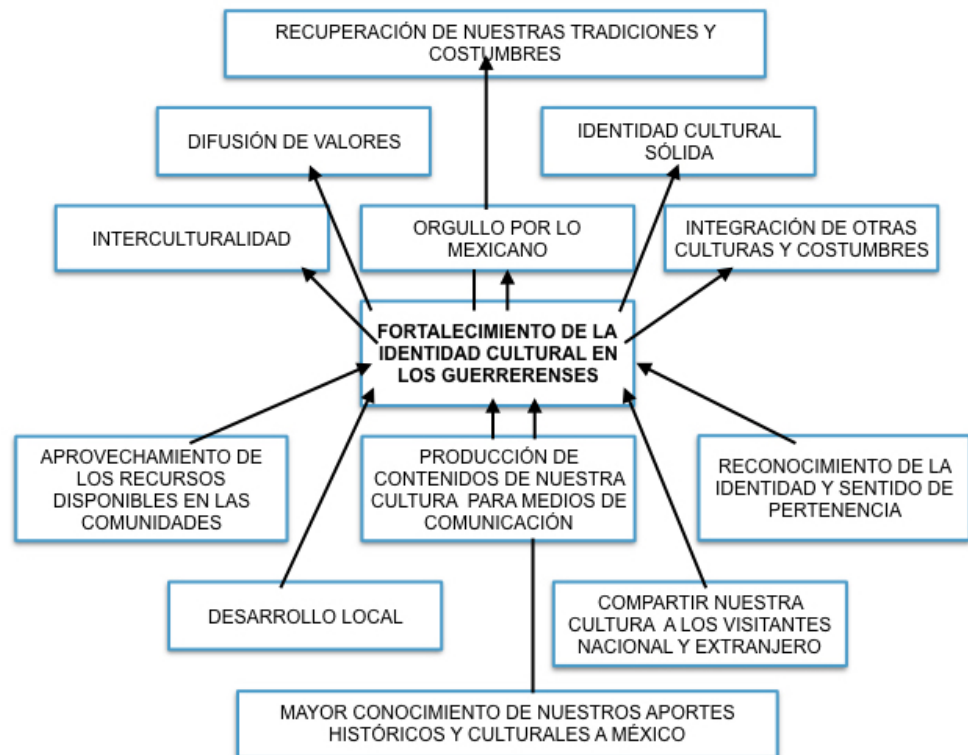 RECUPERACIÓN DE NUESTRAS TRADICIONES Y
COSTUMBRES
DIFUSIÓN DE VALORES
IDENTIDAD CULTURAL
SÓLIDA
INTERCULTURALIDAD
ORGULLO POR LO
MEXICANO
INTEGRACIÓN DE OTRAS
CULTURAS Y COSTUMBRES
FORTALECIMIENTO DE LA
IDENTIDAD CULTURAL EN
LOS GUERRERENSES
APROVECHAMIENTO DE
LOS RECURSOS
DISPONIBLES EN LAS
COMUNIDADES
PRODUCCIÓN DE
CONTENIDOS DE NUESTRA
CULTURA PARA MEDIOS DE
COMUNICACIÓN
RECONOCIMIENTO DE LA
IDENTIDAD Y SENTIDO DE
PERTENENCIA
DESARROLLO LOCAL
COMPARTIR NUESTRA
CULTURA A LOS VISITANTES
NACIONAL Y EXTRANJERO
MAYOR CONOCIMIENTO DE NUESTROS APORTES
HISTÓRICOS Y CULTURALES A MÉXICO